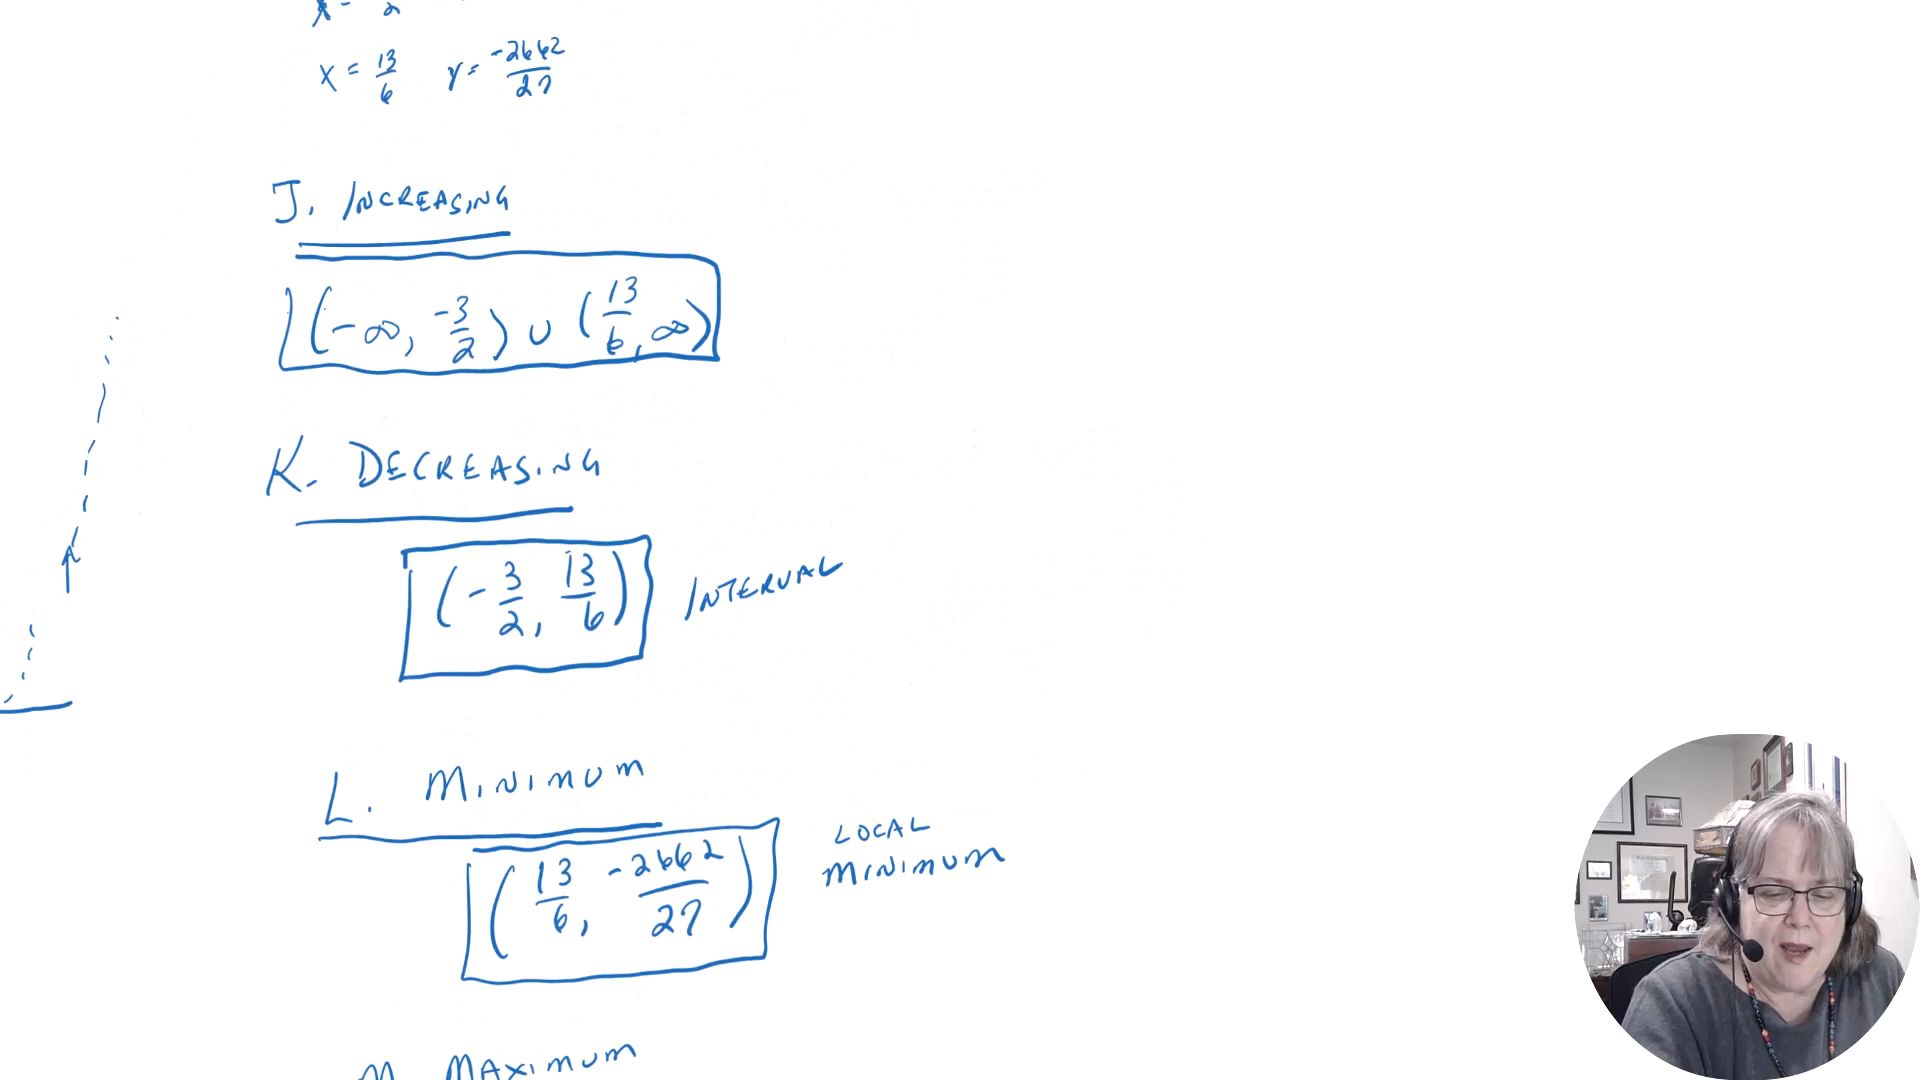 x = 13/6 y = -2662/27
J. INCREASING
(-∞, -3/2) ∪ (13/6, ∞)
K. DECREASING
(-3/2, 13/6) INTERVAL
L. MINIMUM
(13/6, -2662/27) LOCAL MINIMUM
M. MAXIMUM